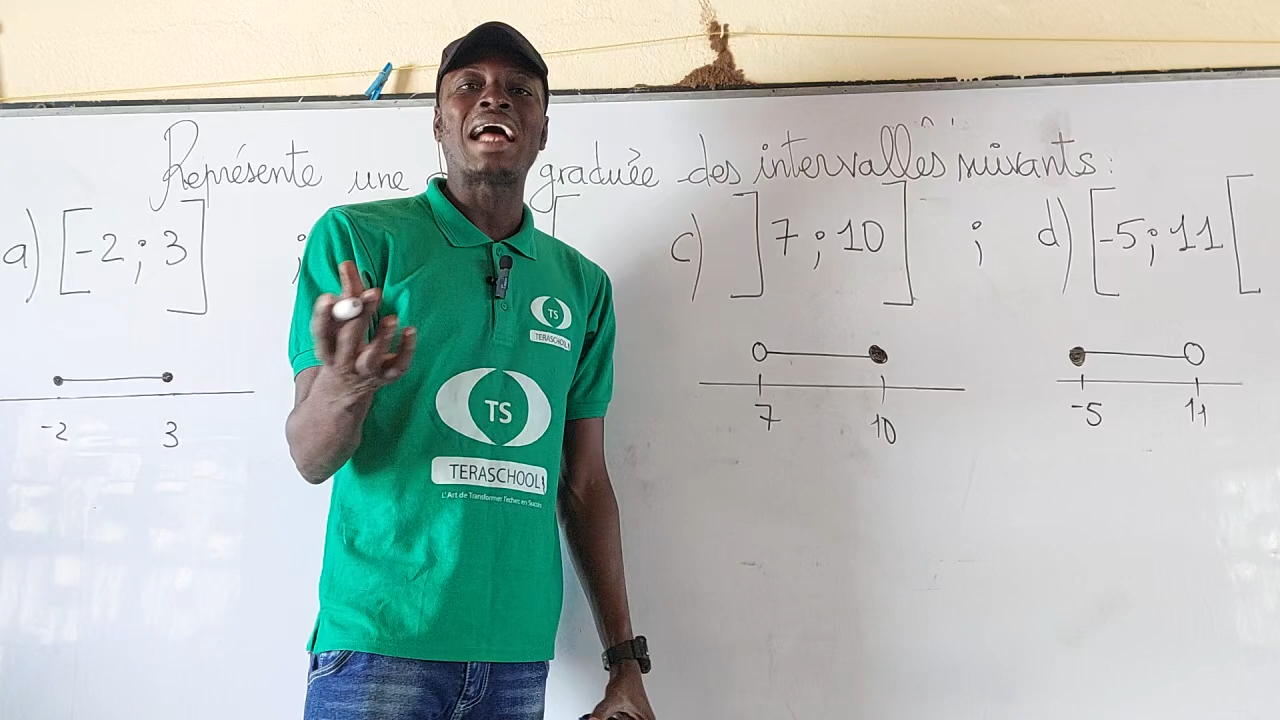 Représente une graduée des intervalles suivants :
a) [-2 ; 3] ; [ c) ]7 ; 10] ; d) [-5 ; 11[
-2 3 7 10 -5 11
TS
TERASCHOOL
TS
TERASCHOOL
L'Art de Transformer l'echec en Succès